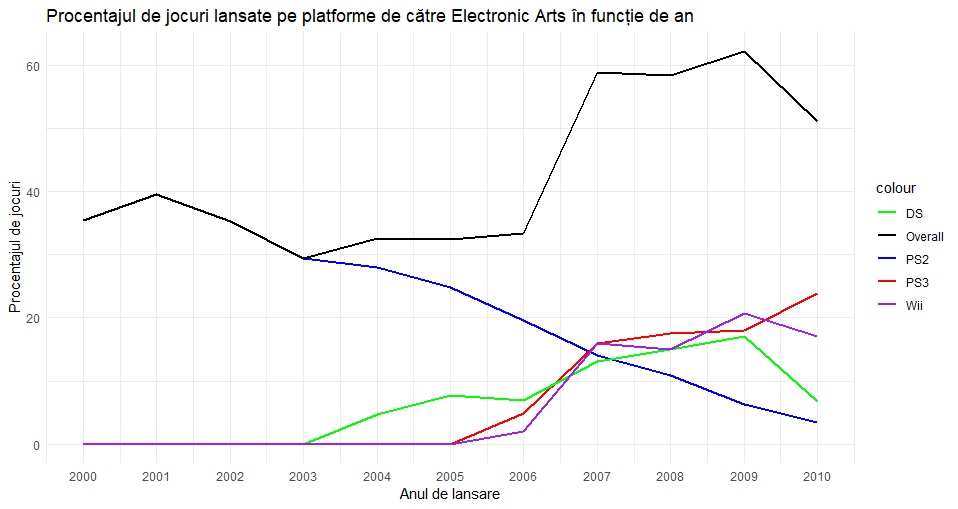 Procentajul de jocuri lansate pe platforme de către Electronic Arts în funcție de an
Procentajul de jocuri
60
40
20
0
2000 2001 2002 2003 2004 2005 2006 2007 2008 2009 2010
Anul de lansare
colour
DS
Overall
PS2
PS3
Wii